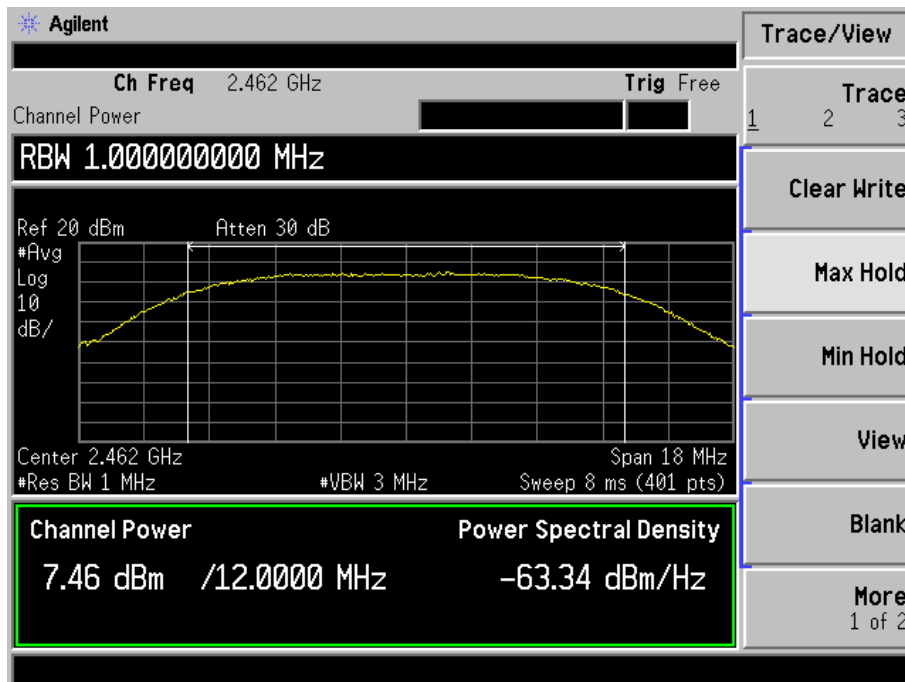 Agilent
Trace/View
Ch Freq 2.462 GHz Trig Free
Channel Power
Trace
1 2 3
RBW 1.000000000 MHz
Clear Write
Ref 20 dBm Atten 30 dB
#Avg
Log
10
dB/
Max Hold
Min Hold
Center 2.462 GHz Span 18 MHz
#Res BW 1 MHz #VBW 3 MHz Sweep 8 ms (401 pts)
View
Channel Power Power Spectral Density
7.46 dBm /12.0000 MHz -63.34 dBm/Hz
Blank
More
1 of 2